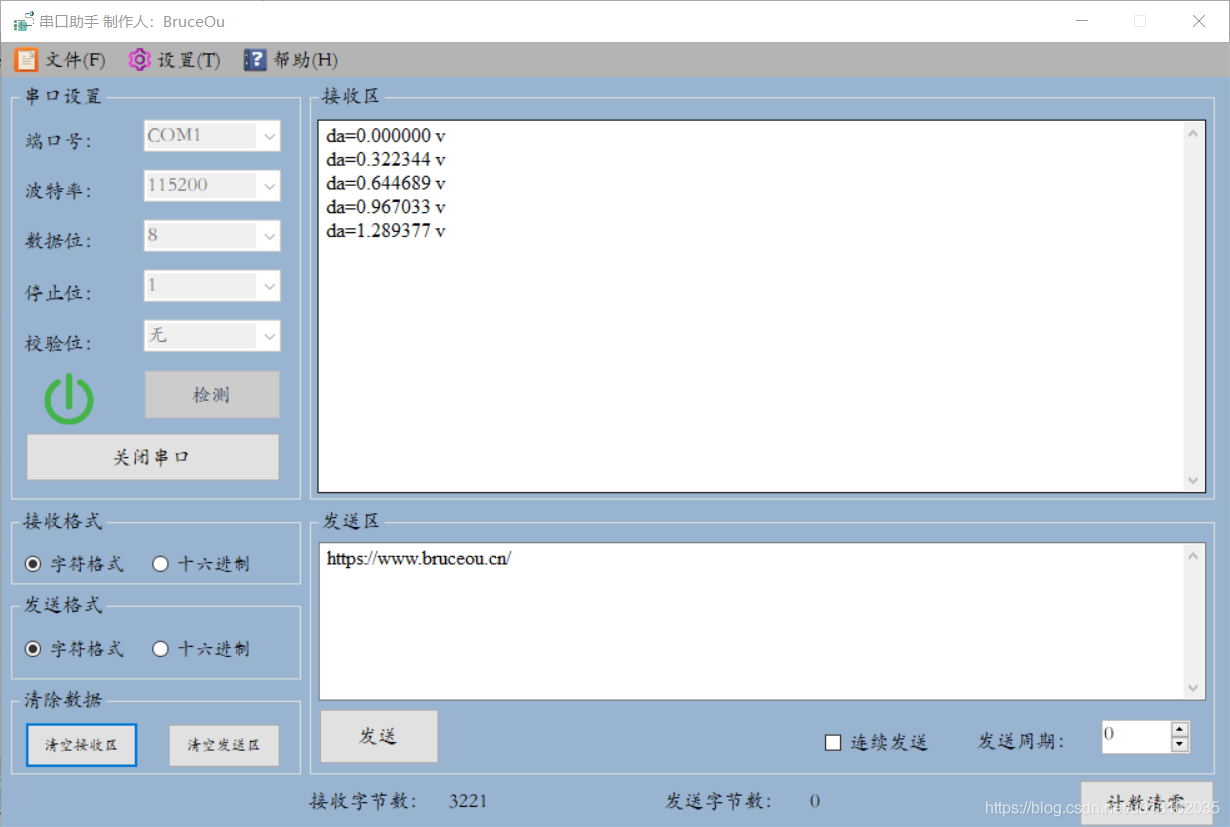 串口助手 制作人：BruceOu
文件(F) 设置(T) 帮助(H)
串口设置
端口号： COM1
波特率： 115200
数据位： 8
停止位： 1
校验位： 无
检测
关闭串口
接收格式
字符格式 十六进制
发送格式
字符格式 十六进制
清除数据
清空接收区 清空发送区
接收区
da=0.000000 v
da=0.322344 v
da=0.644689 v
da=0.967033 v
da=1.289377 v
发送区
https://www.bruceou.cn/
发送 连续发送 发送周期： 0
接收字节数： 3221 发送字节数： 0 计数清零